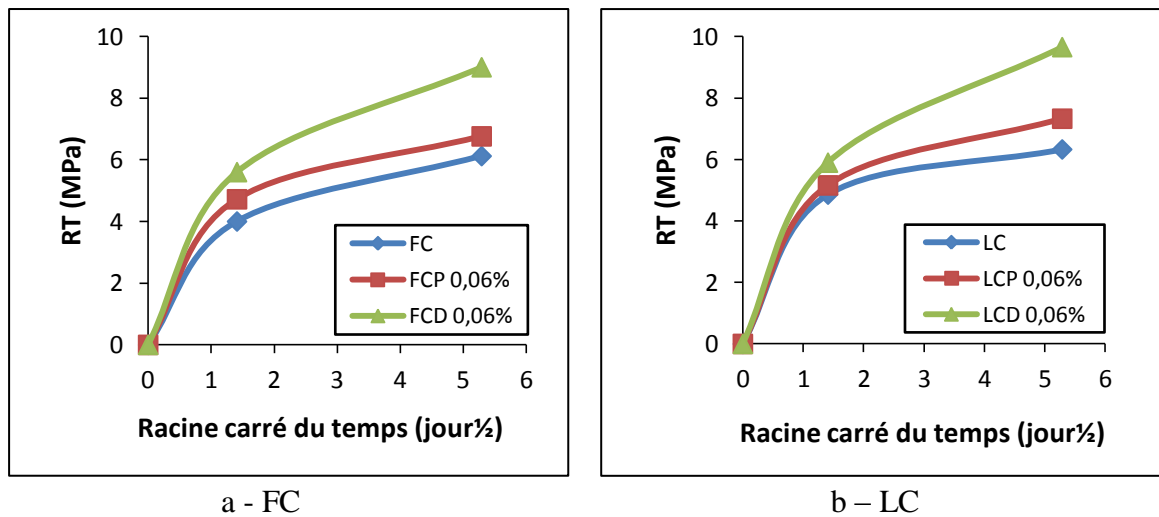 10
8
6
4
2
0
RT (MPa)
0 1 2 3 4 5 6
Racine carré du temps (jour½)
FC
FCP 0,06%
FCD 0,06%
a - FC
10
8
6
4
2
0
RT (MPa)
0 1 2 3 4 5 6
Racine carré du temps (jour½)
LC
LCP 0,06%
LCD 0,06%
b – LC